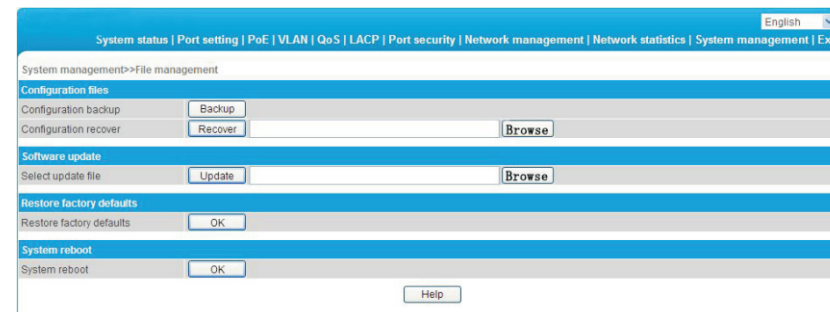 English
System status | Port setting | PoE | VLAN | QoS | LACP | Port security | Network management | Network statistics | System management | Ex
System management>>File management
Configuration files
Configuration backup Backup
Configuration recover Recover Browse
Software update
Select update file Update Browse
Restore factory defaults
Restore factory defaults OK
System reboot
System reboot OK
Help